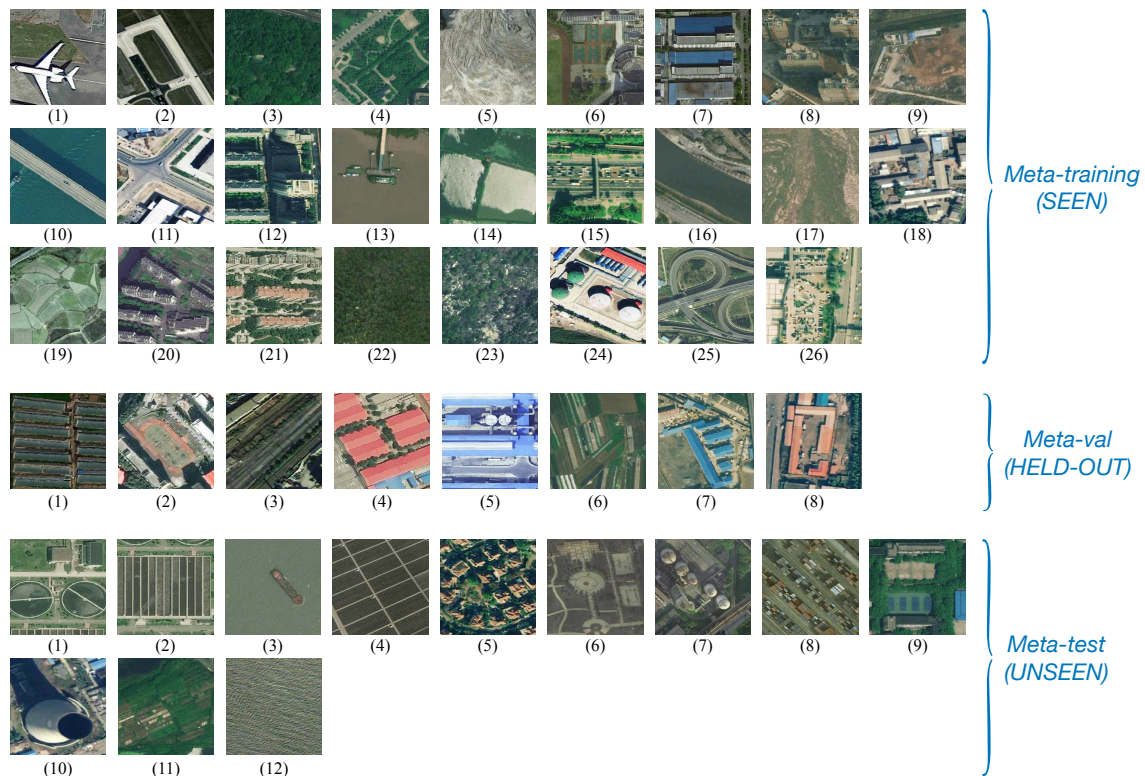 (1) (2) (3) (4) (5) (6) (7) (8) (9)
(10) (11) (12) (13) (14) (15) (16) (17) (18)
(19) (20) (21) (22) (23) (24) (25) (26)
Meta-training
(SEEN)
(1) (2) (3) (4) (5) (6) (7) (8)
Meta-val
(HELD-OUT)
(1) (2) (3) (4) (5) (6) (7) (8) (9)
(10) (11) (12)
Meta-test
(UNSEEN)